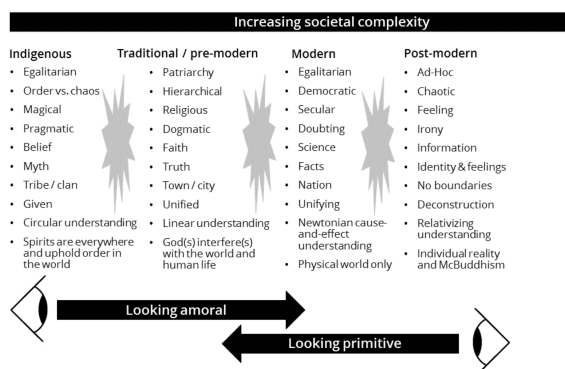 Increasing societal complexity
Indigenous
• Egalitarian
• Order vs. chaos
• Magical
• Pragmatic
• Belief
• Myth
• Tribe / clan
• Given
• Circular understanding
• Spirits are everywhere
and uphold order in
the world
Traditional / pre-modern
• Patriarchy
• Hierarchical
• Religious
• Dogmatic
• Faith
• Truth
• Town / city
• Unified
• Linear understanding
• God(s) interfere(s)
with the world and
human life
Modern
• Egalitarian
• Democratic
• Secular
• Doubting
• Science
• Facts
• Nation
• Unifying
• Newtonian cause-
and-effect
understanding
• Physical world only
Post-modern
• Ad-Hoc
• Chaotic
• Feeling
• Irony
• Information
• Identity & feelings
• No boundaries
• Deconstruction
• Relativizing
understanding
• Individual reality
and McBuddhism
Looking amoral
Looking primitive